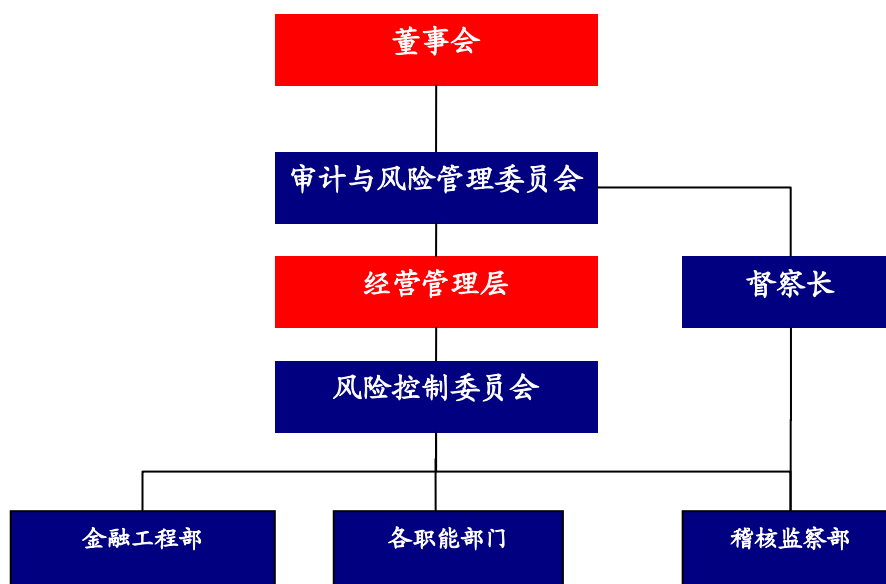 董事会
审计与风险管理委员会
经营管理层
督察长
风险控制委员会
金融工程部
各职能部门
稽核监察部